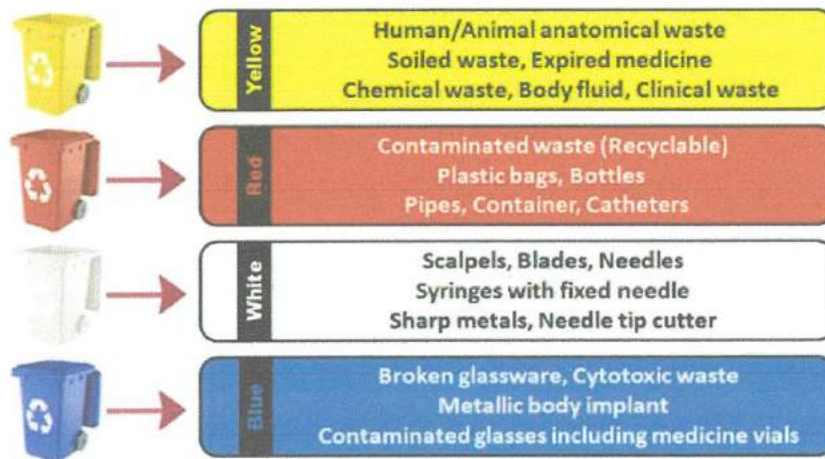 Yellow
Human/Animal anatomical waste
Soiled waste, Expired medicine
Chemical waste, Body fluid, Clinical waste
Red
Contaminated waste (Recyclable)
Plastic bags, Bottles
Pipes, Container, Catheters
White
Scalpels, Blades, Needles
Syringes with fixed needle
Sharp metals, Needle tip cutter
Blue
Broken glassware, Cytotoxic waste
Metallic body implant
Contaminated glasses including medicine vials